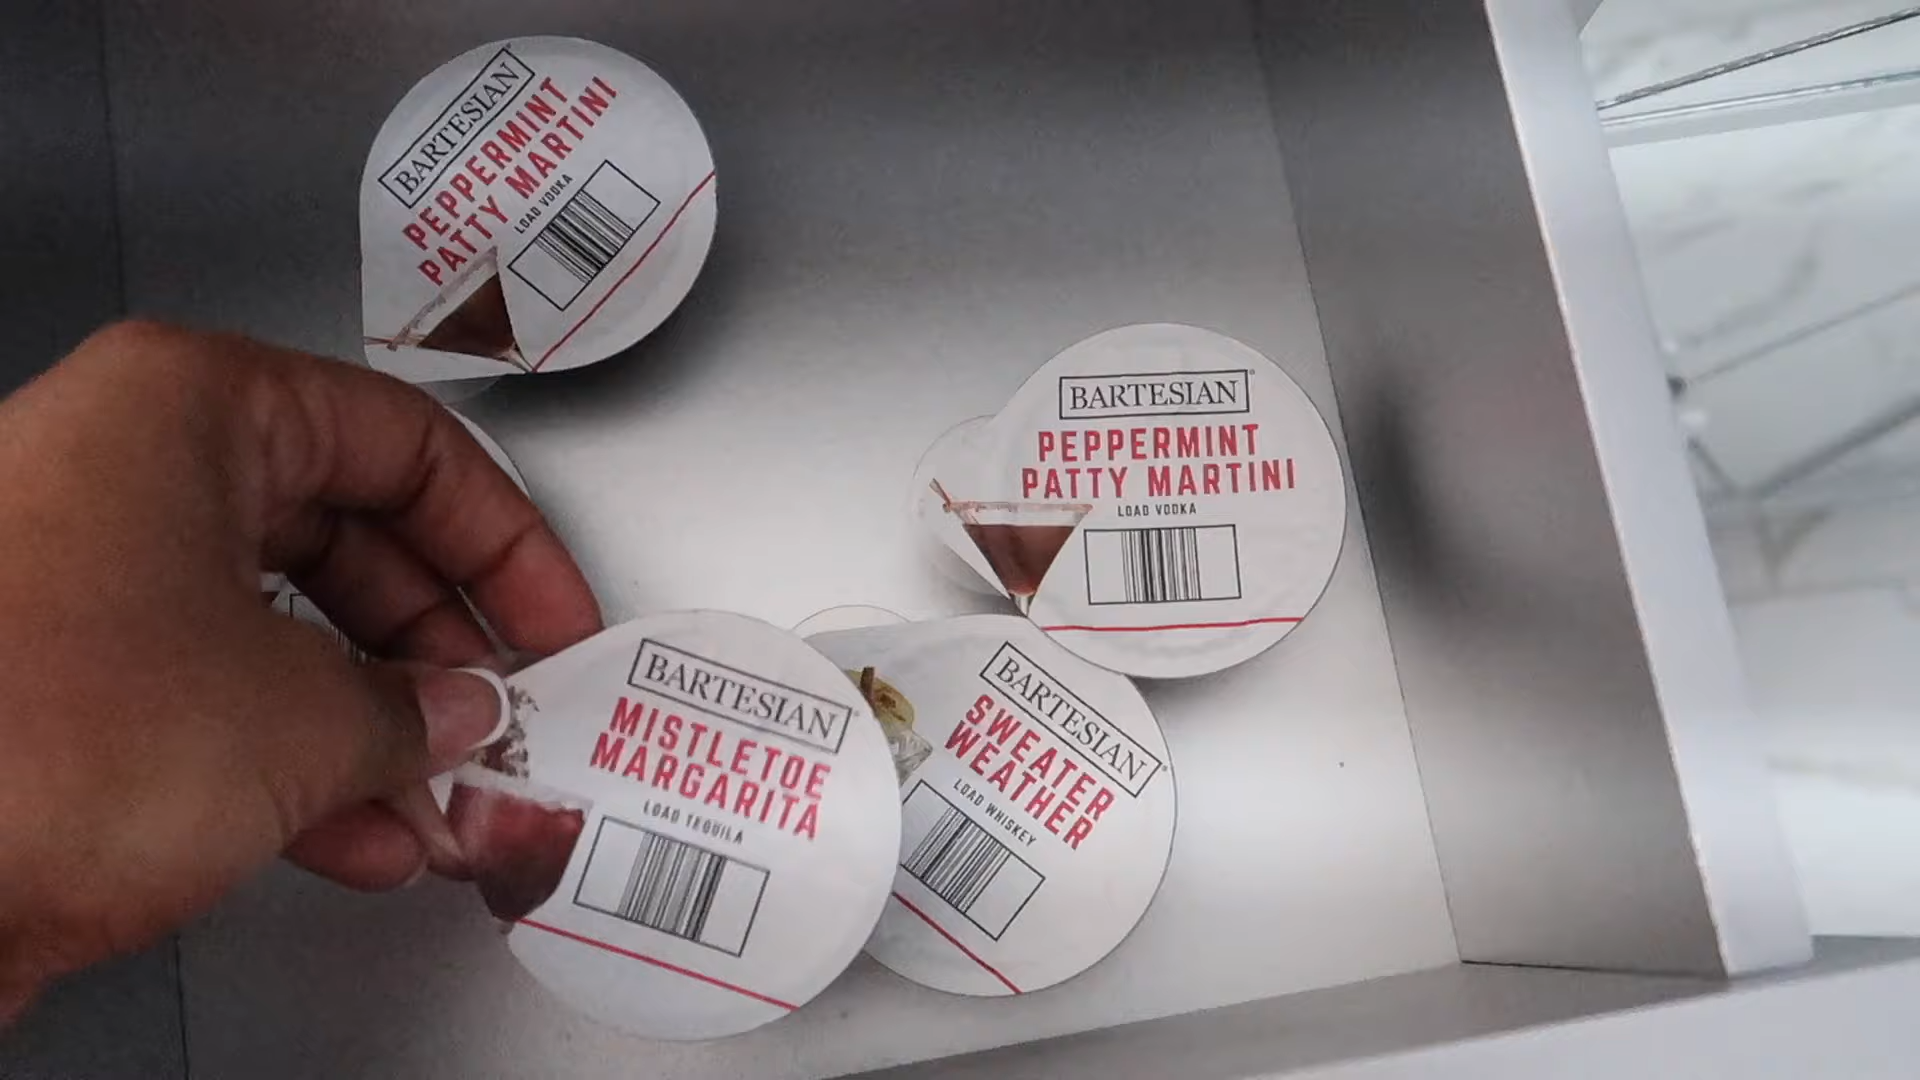 BARTESIAN
PEPPERMINT
PATTY MARTINI
LOAD VODKA
BARTESIAN
PEPPERMINT
PATTY MARTINI
LOAD VODKA
BARTESIAN
MISTLETOE
MARGARITA
LOAD TEQUILA
BARTESIAN
SWEATER
WEATHER
LOAD WHISKEY